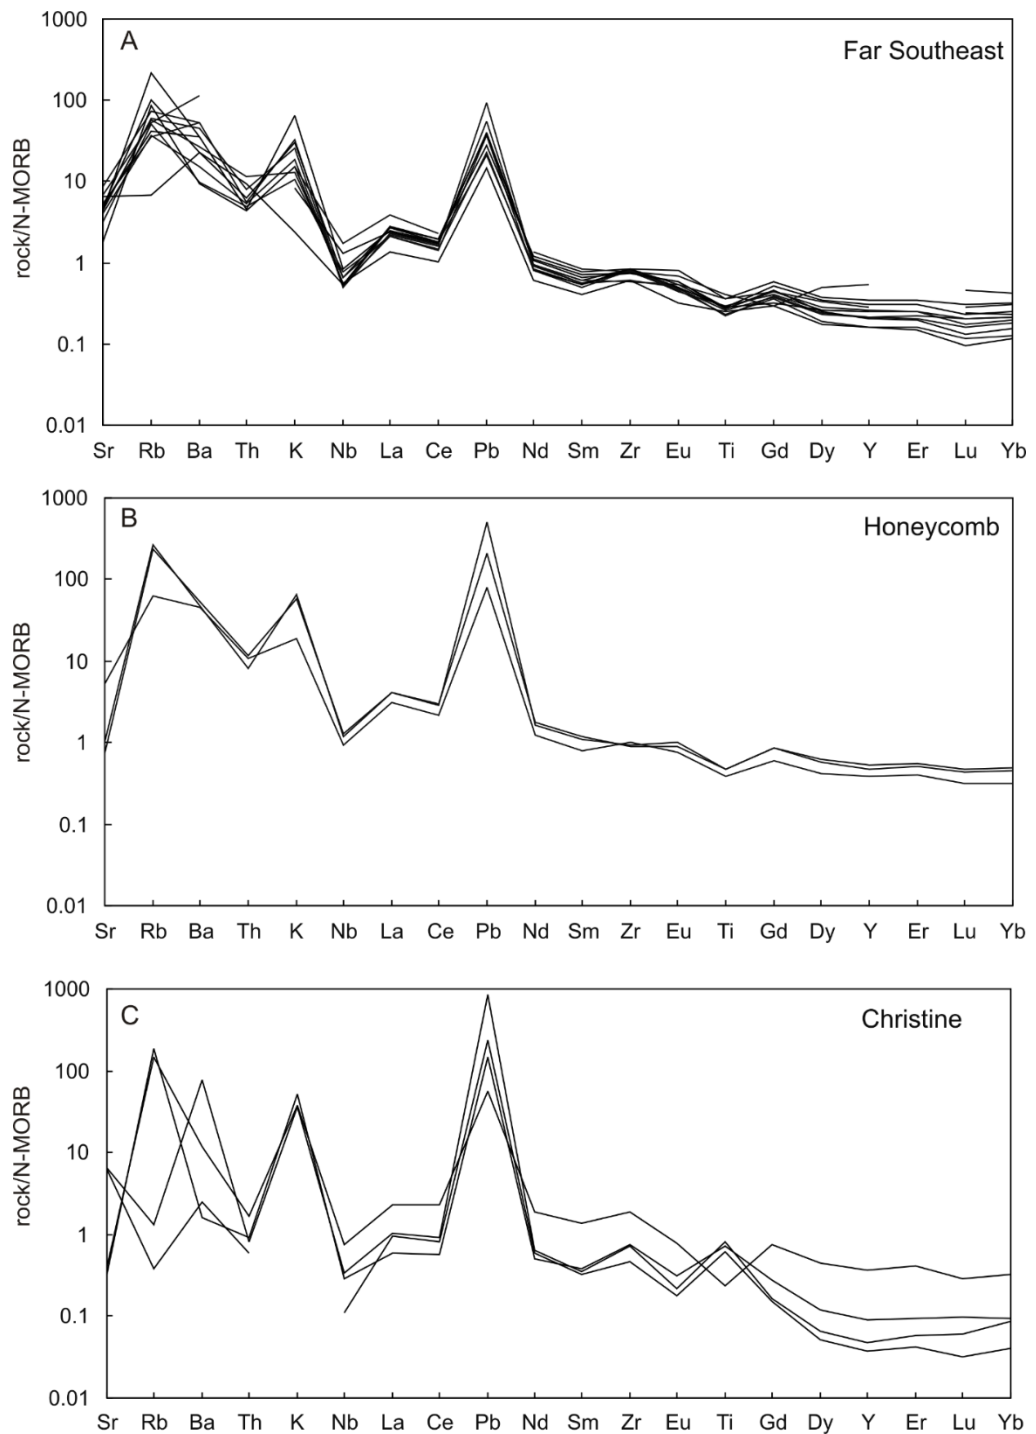 1000
A
Far Southeast
100
10
1
0.1
0.01
rock/N-MORB
Sr Rb Ba Th K Nb La Ce Pb Nd Sm Zr Eu Ti Gd Dy Y Er Lu Yb
1000
B
Honeycomb
100
10
1
0.1
0.01
rock/N-MORB
Sr Rb Ba Th K Nb La Ce Pb Nd Sm Zr Eu Ti Gd Dy Y Er Lu Yb
1000
C
Christine
100
10
1
0.1
0.01
rock/N-MORB
Sr Rb Ba Th K Nb La Ce Pb Nd Sm Zr Eu Ti Gd Dy Y Er Lu Yb